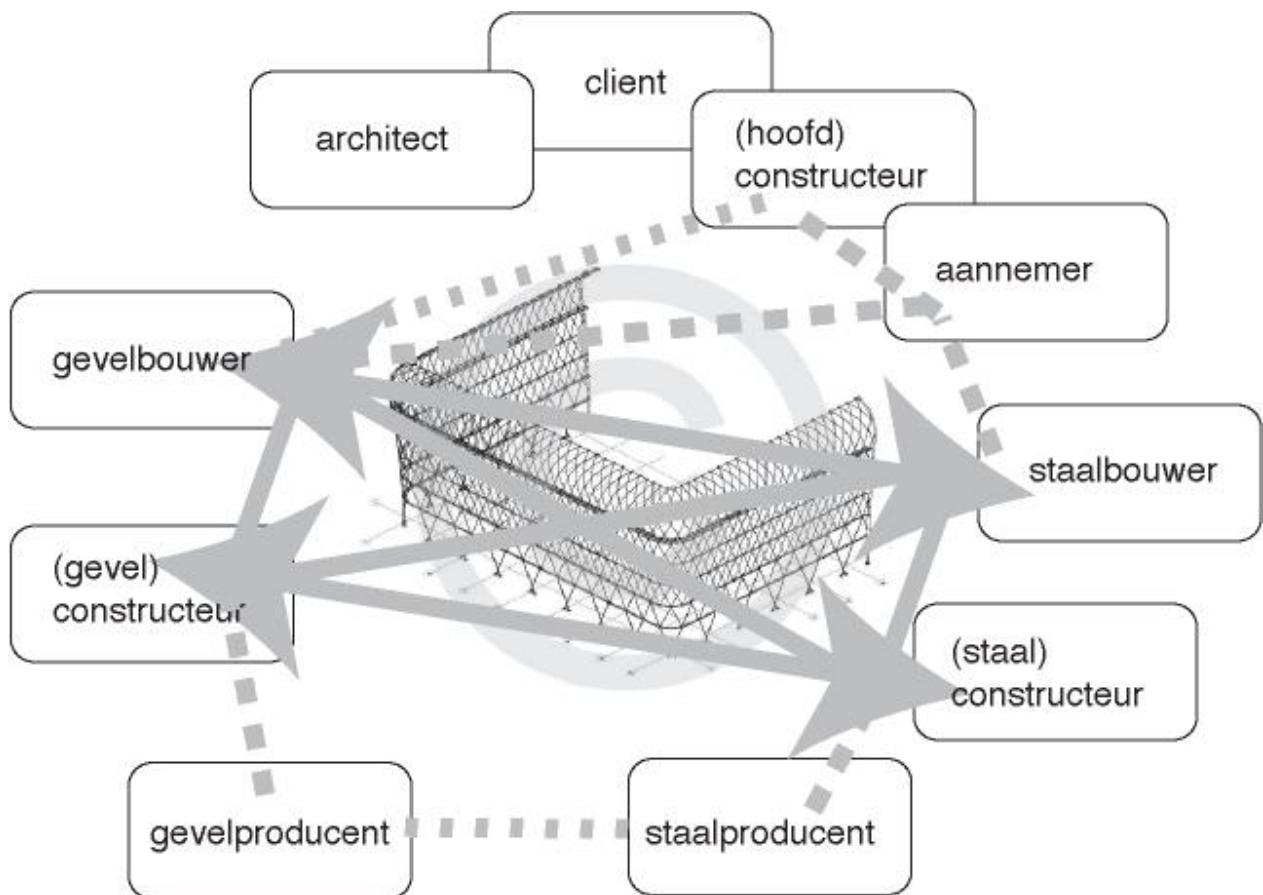 client
architect
(hoofd)
constructeur
aannemer
gevelbouwer
staalbouwer
(gevel)
constructeur
(staal)
constructeur
gevelproducent
staalproducent